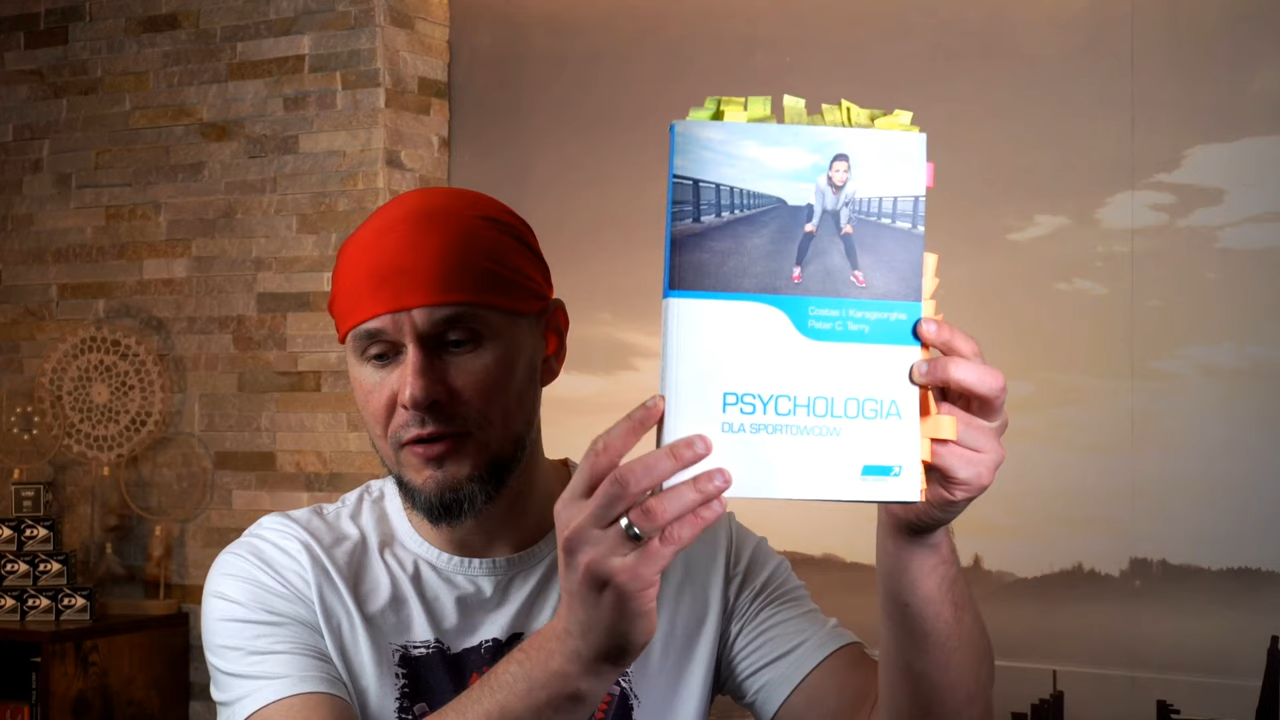 Costas I. Karageorghis
Peter C. Terry
PSYCHOLOGIA
DLA SPORTOWCÓW